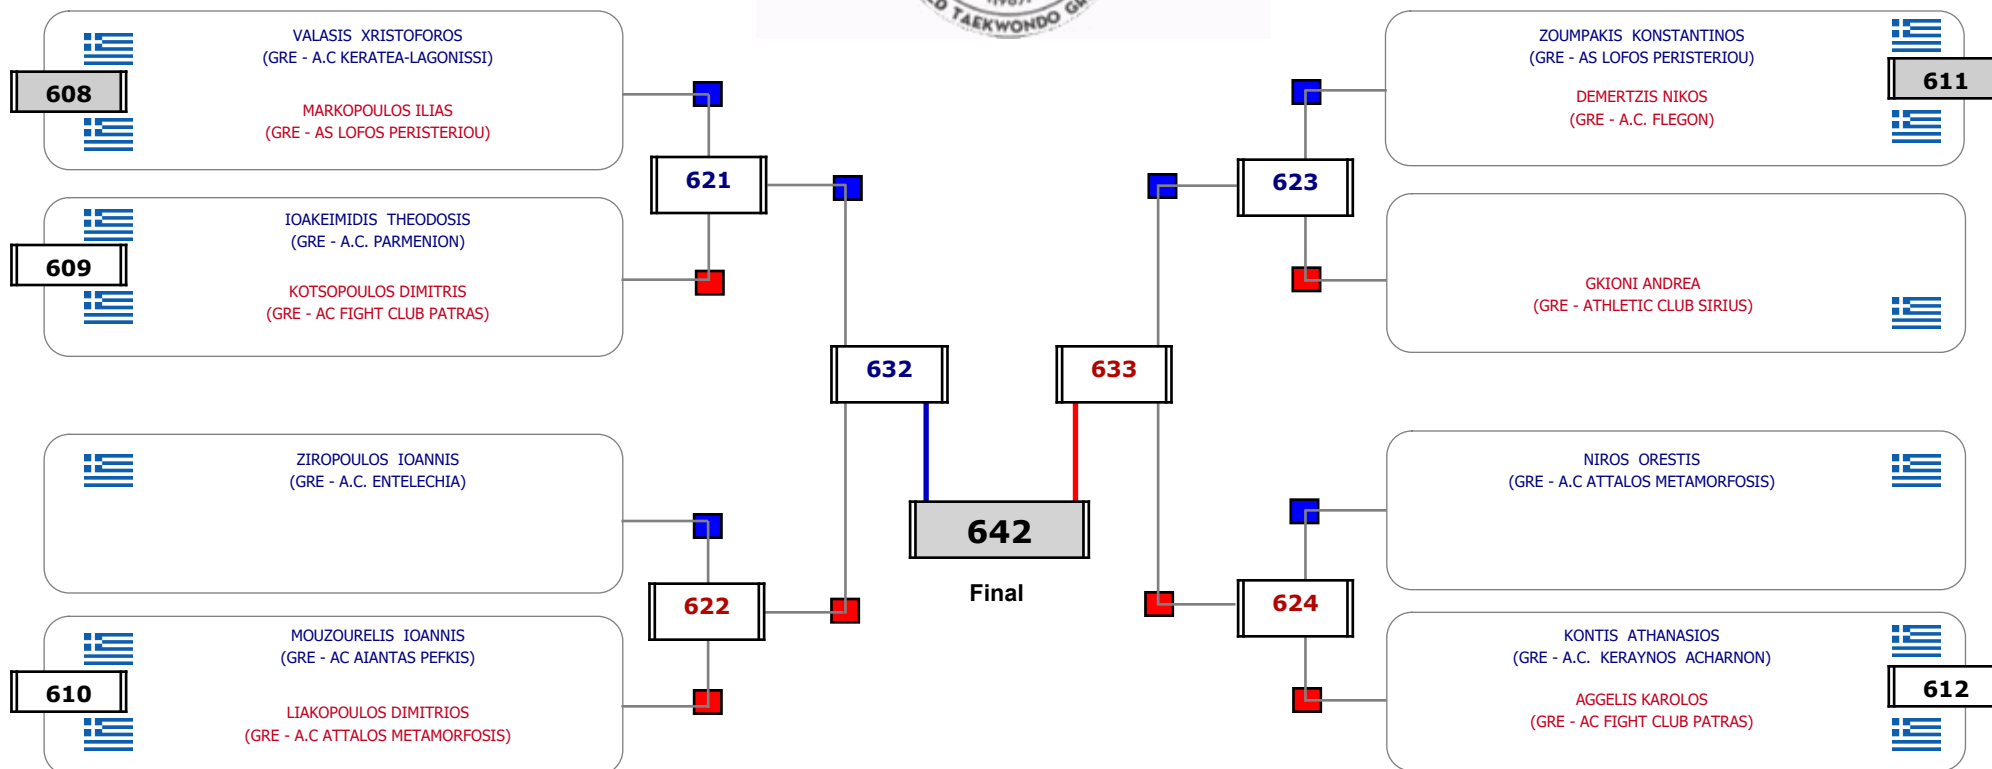 TAEKWONDO
VALASIS XRISTOFOROS
(GRE - A.C KERATEA-LAGONISSI)
608
MARKOPOULOS ILIAS
(GRE - AS LOFOS PERISTERIOU)
IOAKEIMIDIS THEODOSIS
(GRE - A.C. PARMENION)
609
KOTSOPOULOS DIMITRIS
(GRE - AC FIGHT CLUB PATRAS)
621
632
ZIROPOULOS IOANNIS
(GRE - A.C. ENTELECHIA)
622
MOUZOURELIS IOANNIS
(GRE - AC AIANTAS PEFKIS)
610
LIAKOPOULOS DIMITRIOS
(GRE - A.C ATTALOS METAMORFOSIS)
642
Final
ZOUMPAKIS KONSTANTINOS
(GRE - AS LOFOS PERISTERIOU)
611
DEMERTZIS NIKOS
(GRE - A.C. FLEGON)
623
GKIONI ANDREA
(GRE - ATHLETIC CLUB SIRIUS)
633
NIROS ORESTIS
(GRE - A.C ATTALOS METAMORFOSIS)
624
KONTIS ATHANASIOS
(GRE - A.C. KERAYNOS ACHARNON)
612
AGGELIS KAROLOS
(GRE - AC FIGHT CLUB PATRAS)